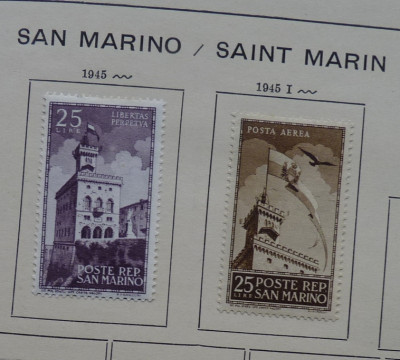 SAN MARINO / SAINT MARIN
1945
1945 I
25
LIRE
LIBERTAS
PERPETVA
POSTE REP.
SAN MARINO
POSTA AEREA
25
LIRE
POSTE REP.
SAN MARINO